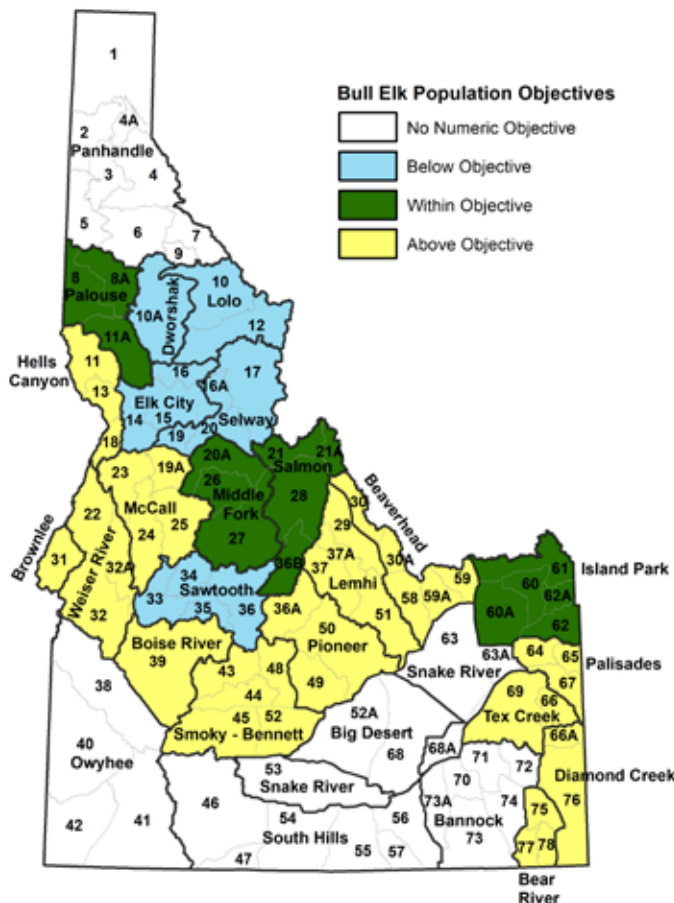 1
Bull Elk Population Objectives
No Numeric Objective
Below Objective
Within Objective
Above Objective
4A
2
Panhandle
3
4
5
6
7
9
8
8A
Palouse
10
Lolo
10A
Dworshak
12
11A
11
Hells
Canyon
13
16
17
6A
Elk City
14
15
Selway
18
19
20
20A
21
21A
Salmon
23
19A
26
28
Middle
Fork
McCall
22
24
25
27
Brownlee
31
Weiser River
32A
32
30
Beaverhead
29
30A
37A
37
36B
Lemhi
58
59A
59
51
61
60
Island Park
62A
60A
62
34
Sawtooth
33
35
36
36A
Boise River
39
50
Pioneer
49
63
63A
Snake River
64
65
Palisades
67
43
48
44
45
52
Smoky - Bennett
69
66
Tex Creek
66A
38
40
Owyhee
42
41
52A
Big Desert
68
68A
71
72
Diamond Creek
76
53
Snake River
46
54
South Hills
56
47
55
57
70
73A
74
Bannock
73
75
77
78
Bear
River